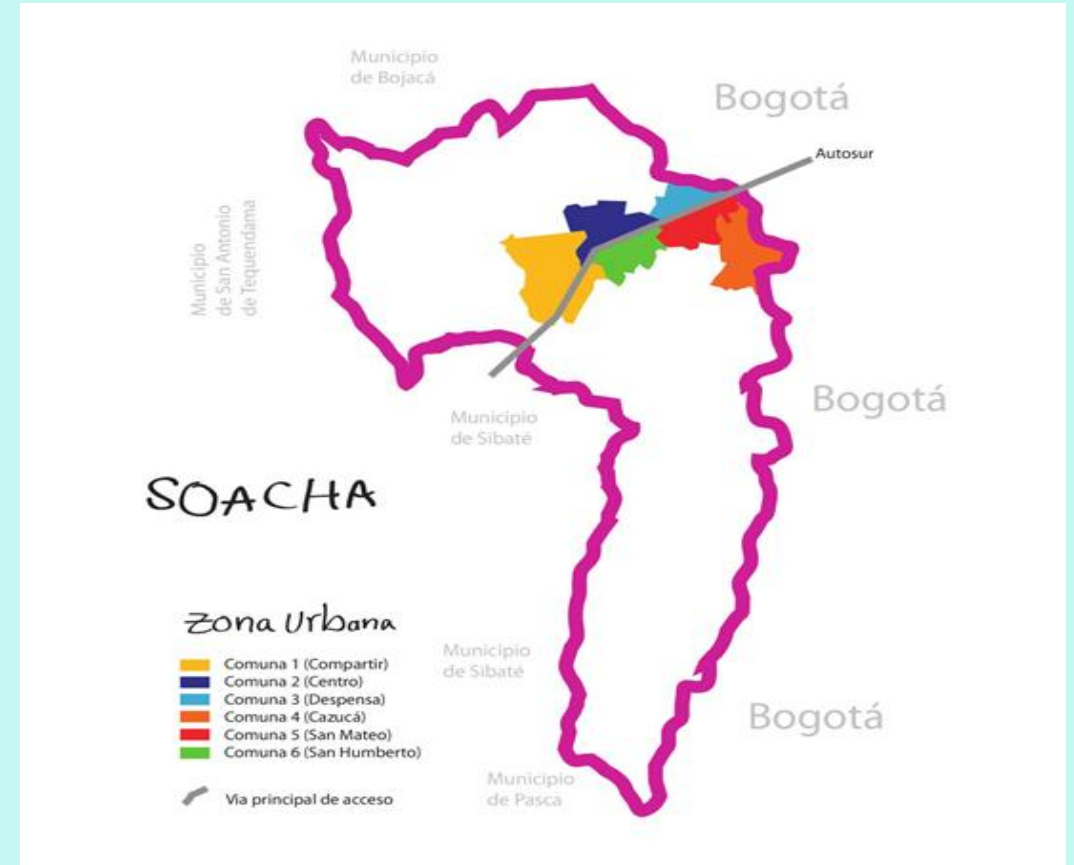 Municipio
de Bojacá
Bogotá
Autosur
Municipio
de San Antonio
de Tequendama
Bogotá
Municipio
de Sibaté
SOACHA
Zona Urbana
Comuna 1 (Compartir)
Comuna 2 (Centro)
Comuna 3 (Despensa)
Comuna 4 (Cazucá)
Comuna 5 (San Mateo)
Comuna 6 (San Humberto)
Via principal de acceso
Municipio
de Sibaté
Bogotá
Municipio
de Pasca